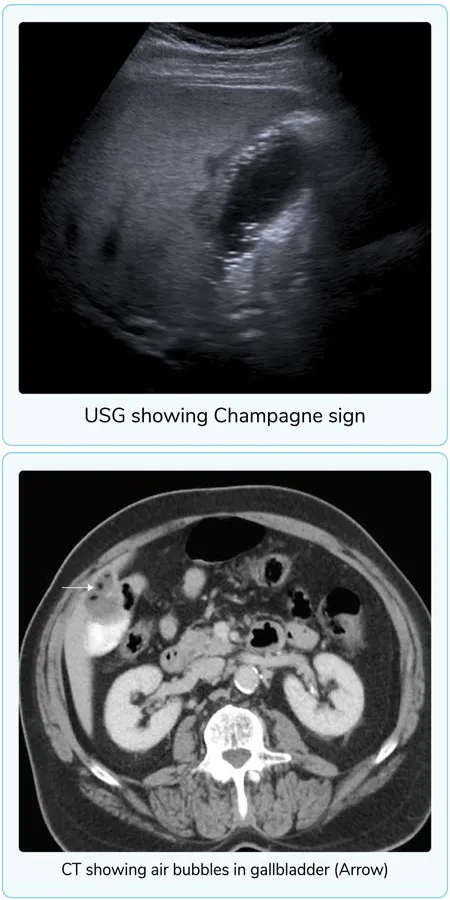 USG showing Champagne sign
CT showing air bubbles in gallbladder (Arrow)